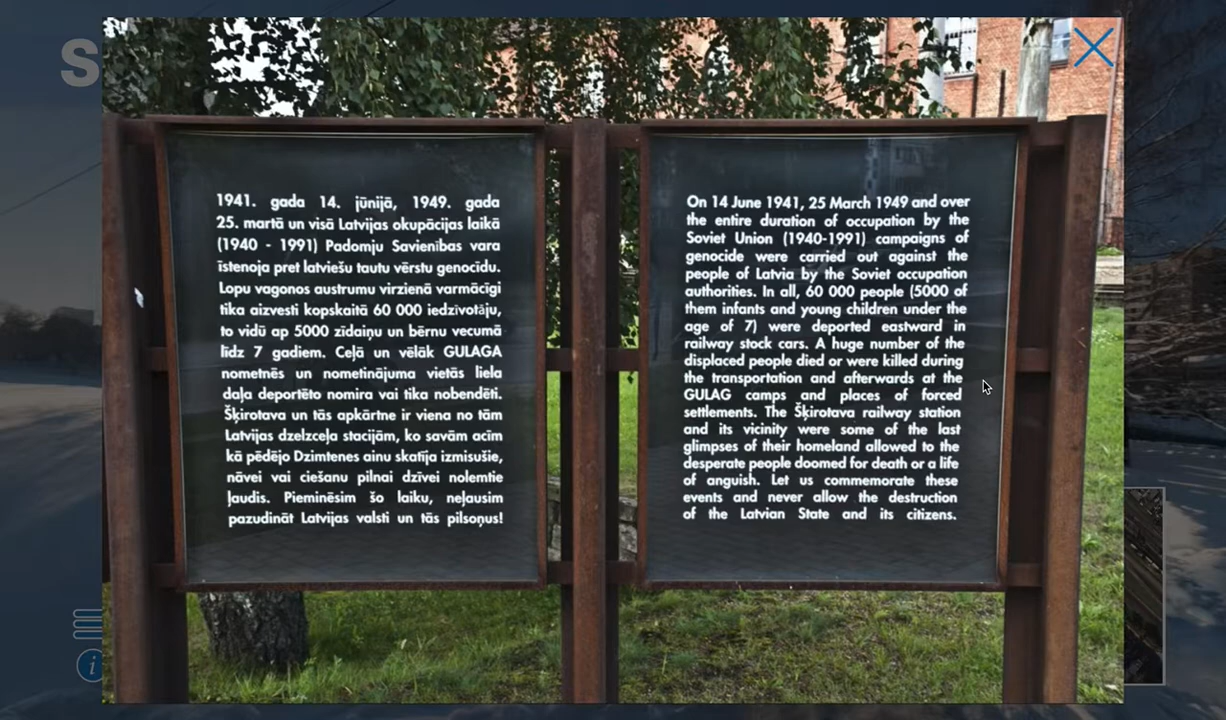 S
1941. gada 14. jūnijā, 1949. gada
25. martā un visā Latvijas okupācijas laikā
(1940 - 1991) Padomju Savienības vara
īstenoja pret latviešu tautu vērstu genocīdu.
Lopu vagonos austrumu virzienā varmācīgi
tika aizvesti kopskaitā 60 000 iedzīvotāju,
to vidū ap 5000 zīdaiņu un bērnu vecumā
līdz 7 gadiem. Ceļā un vēlāk GULAGA
nometnēs un nometinājuma vietās liela
daļa deportēto nomira vai tika nobendēti.
Šķirotava un tās apkārtne ir viena no tām
Latvijas dzelzceļa stacijām, ko savām acīm
kā pēdējo Dzimtenes ainu skatīja izmisušie,
nāvei vai ciešanu pilnai dzīvei nolemtie
ļaudis. Pieminēsim šo laiku, neļausim
pazudināt Latvijas valsti un tās pilsoņus!
On 14 June 1941, 25 March 1949 and over
the entire duration of occupation by the
Soviet Union (1940-1991) campaigns of
genocide were carried out against the
people of Latvia by the Soviet occupation
authorities. In all, 60 000 people (5000 of
them infants and young children under the
age of 7) were deported eastward in
railway stock cars. A huge number of the
displaced people died or were killed during
the transportation and afterwards at the
GULAG camps and places of forced
settlements. The Šķirotava railway station
and its vicinity were some of the last
glimpses of their homeland allowed to the
desperate people doomed for death or a life
of anguish. Let us commemorate these
events and never allow the destruction
of the Latvian State and its citizens.
i